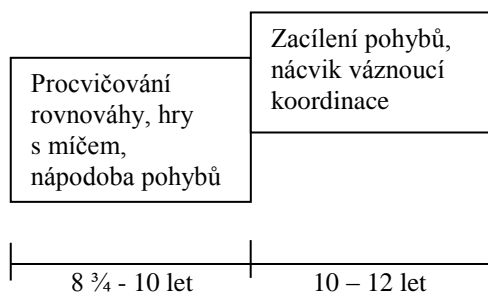 Procvičování
rovnováhy, hry
s míčem,
nápodoba pohybů
Zacílení pohybů,
nácvik váznoucí
koordinace
8 ¾ - 10 let
10 – 12 let